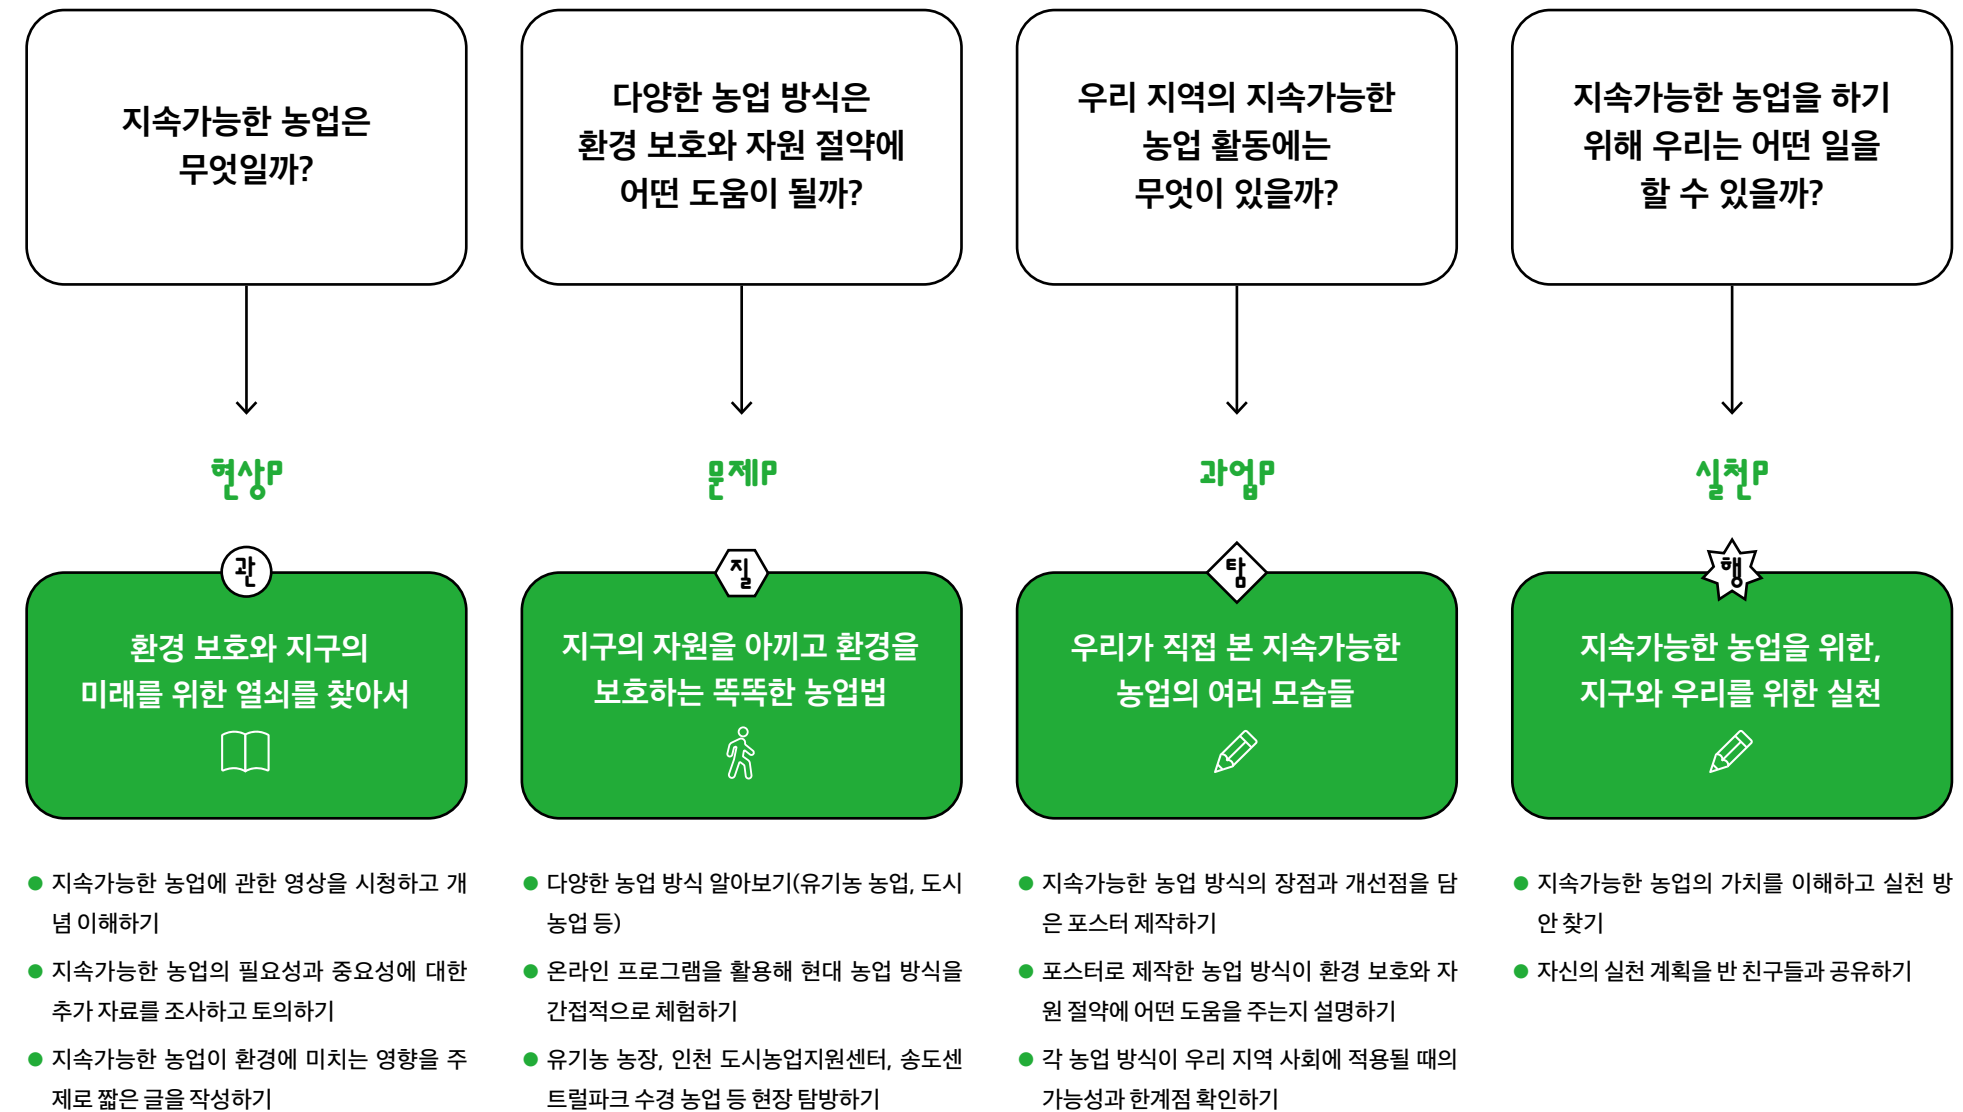 지속가능한 농업은
무엇일까?
다양한 농업 방식은
환경 보호와 자원 절약에
어떤 도움이 될까?
우리 지역의 지속가능한
농업 활동에는
무엇이 있을까?
지속가능한 농업을 하기
위해 우리는 어떤 일을
할 수 있을까?
현상P
문제P
과업P
실천P
관
질
탐
행
환경 보호와 지구의
미래를 위한 열쇠를 찾아서
지구의 자원을 아끼고 환경을
보호하는 똑똑한 농업법
우리가 직접 본 지속가능한
농업의 여러 모습들
지속가능한 농업을 위한,
지구와 우리를 위한 실천
● 지속가능한 농업에 관한 영상을 시청하고 개
념 이해하기
● 지속가능한 농업의 필요성과 중요성에 대한
추가 자료를 조사하고 토의하기
● 지속가능한 농업이 환경에 미치는 영향을 주
제로 짧은 글을 작성하기
● 다양한 농업 방식 알아보기(유기농 농업, 도시
농업 등)
● 온라인 프로그램을 활용해 현대 농업 방식을
간접적으로 체험하기
● 유기농 농장, 인천 도시농업지원센터, 송도센
트럴파크 수경 농업 등 현장 탐방하기
● 지속가능한 농업 방식의 장점과 개선점을 담
은 포스터 제작하기
● 포스터로 제작한 농업 방식이 환경 보호와 자
원 절약에 어떤 도움을 주는지 설명하기
● 각 농업 방식이 우리 지역 사회에 적용될 때의
가능성과 한계점 확인하기
● 지속가능한 농업의 가치를 이해하고 실천 방
안 찾기
● 자신의 실천 계획을 반 친구들과 공유하기